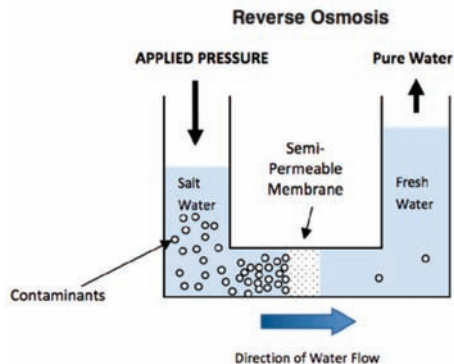 Reverse Osmosis
APPLIED PRESSURE
Pure Water
Semi-
Permeable
Membrane
Salt
Water
Fresh
Water
Contaminants
Direction of Water Flow